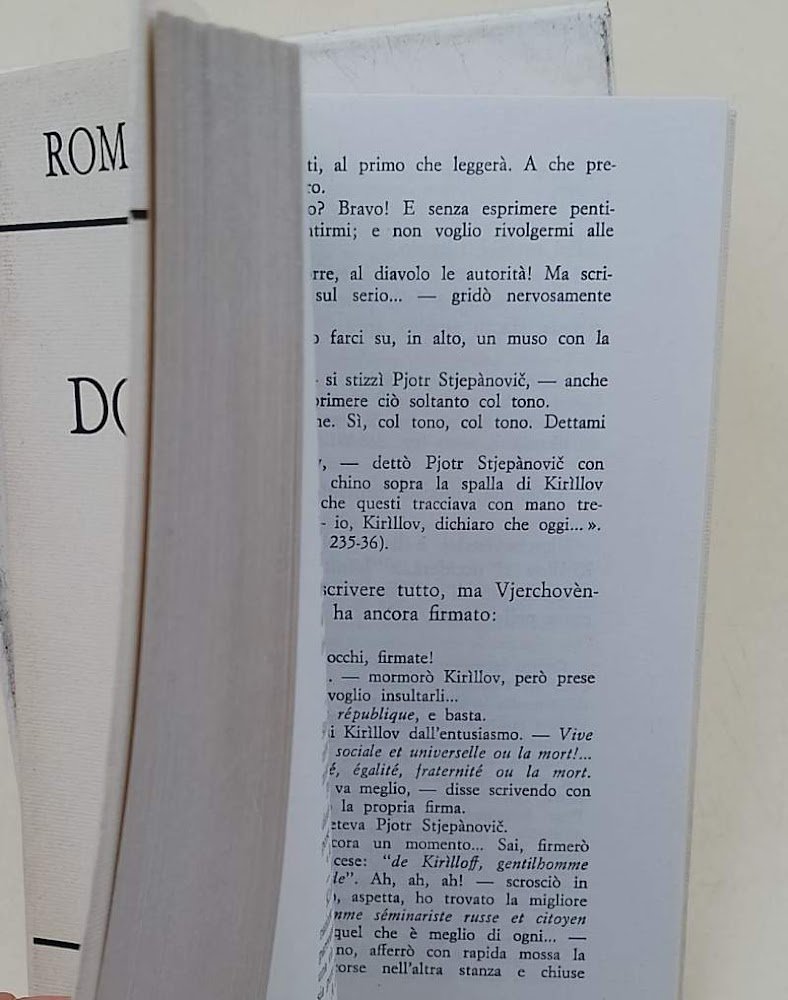 ROM
DO
ti, al primo che leggerà. A che pre-
ro.
o? Bravo! E senza esprimere penti-
ntirmi; e non voglio rivolgermi alle
rre, al diavolo le autorità! Ma scri-
sul serio... — gridò nervosamente
farci su, in alto, un muso con la
- si stizzì Pjotr Stjepànovič, — anche
primere ciò soltanto col tono.
ne. Sì, col tono, col tono. Dettami
, — dettò Pjotr Stjepànovič con
chino sopra la spalla di Kirìllov
che questi tracciava con mano tre-
- io, Kirìllov, dichiaro che oggi... ».
235-36).
scrivere tutto, ma Vjerchovèn-
ha ancora firmato:
occhi, firmate!
. — mormorò Kirìllov, però prese
voglio insultarli...
république, e basta.
i Kirìllov dall'entusiasmo. — Vive
sociale et universelle ou la mort!...
é, égalité, fraternité ou la mort.
va meglio, — disse scrivendo con
la propria firma.
eteva Pjotr Stjepànovič.
cora un momento... Sai, firmerò
cese: "de Kirìlloff, gentilhomme
de". Ah, ah, ah! — scrosciò in
, aspetta, ho trovato la migliore
mme séminariste russe et citoyen
quel che è meglio di ogni... —
no, afferrò con rapida mossa la
corse nell'altra stanza e chiuse